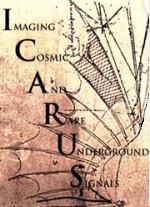 IMAGING
COSMIC
AND
RARE
UNDERGROUND
SIGNALS